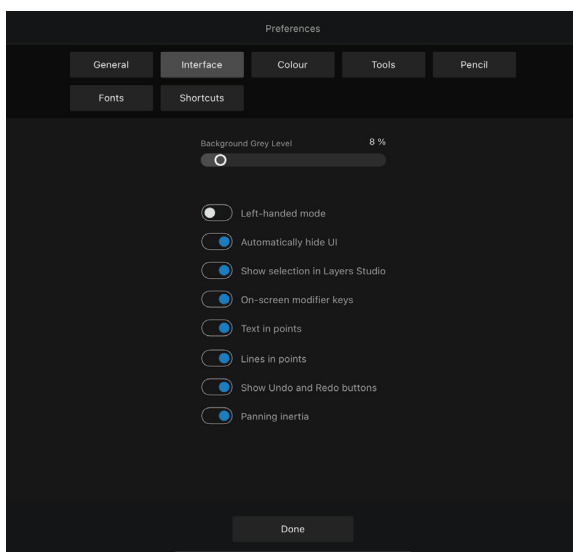 Preferences
General Interface Colour Tools Pencil
Fonts Shortcuts
Background Grey Level 8 %
Left-handed mode
Automatically hide UI
Show selection in Layers Studio
On-screen modifier keys
Text in points
Lines in points
Show Undo and Redo buttons
Panning inertia
Done